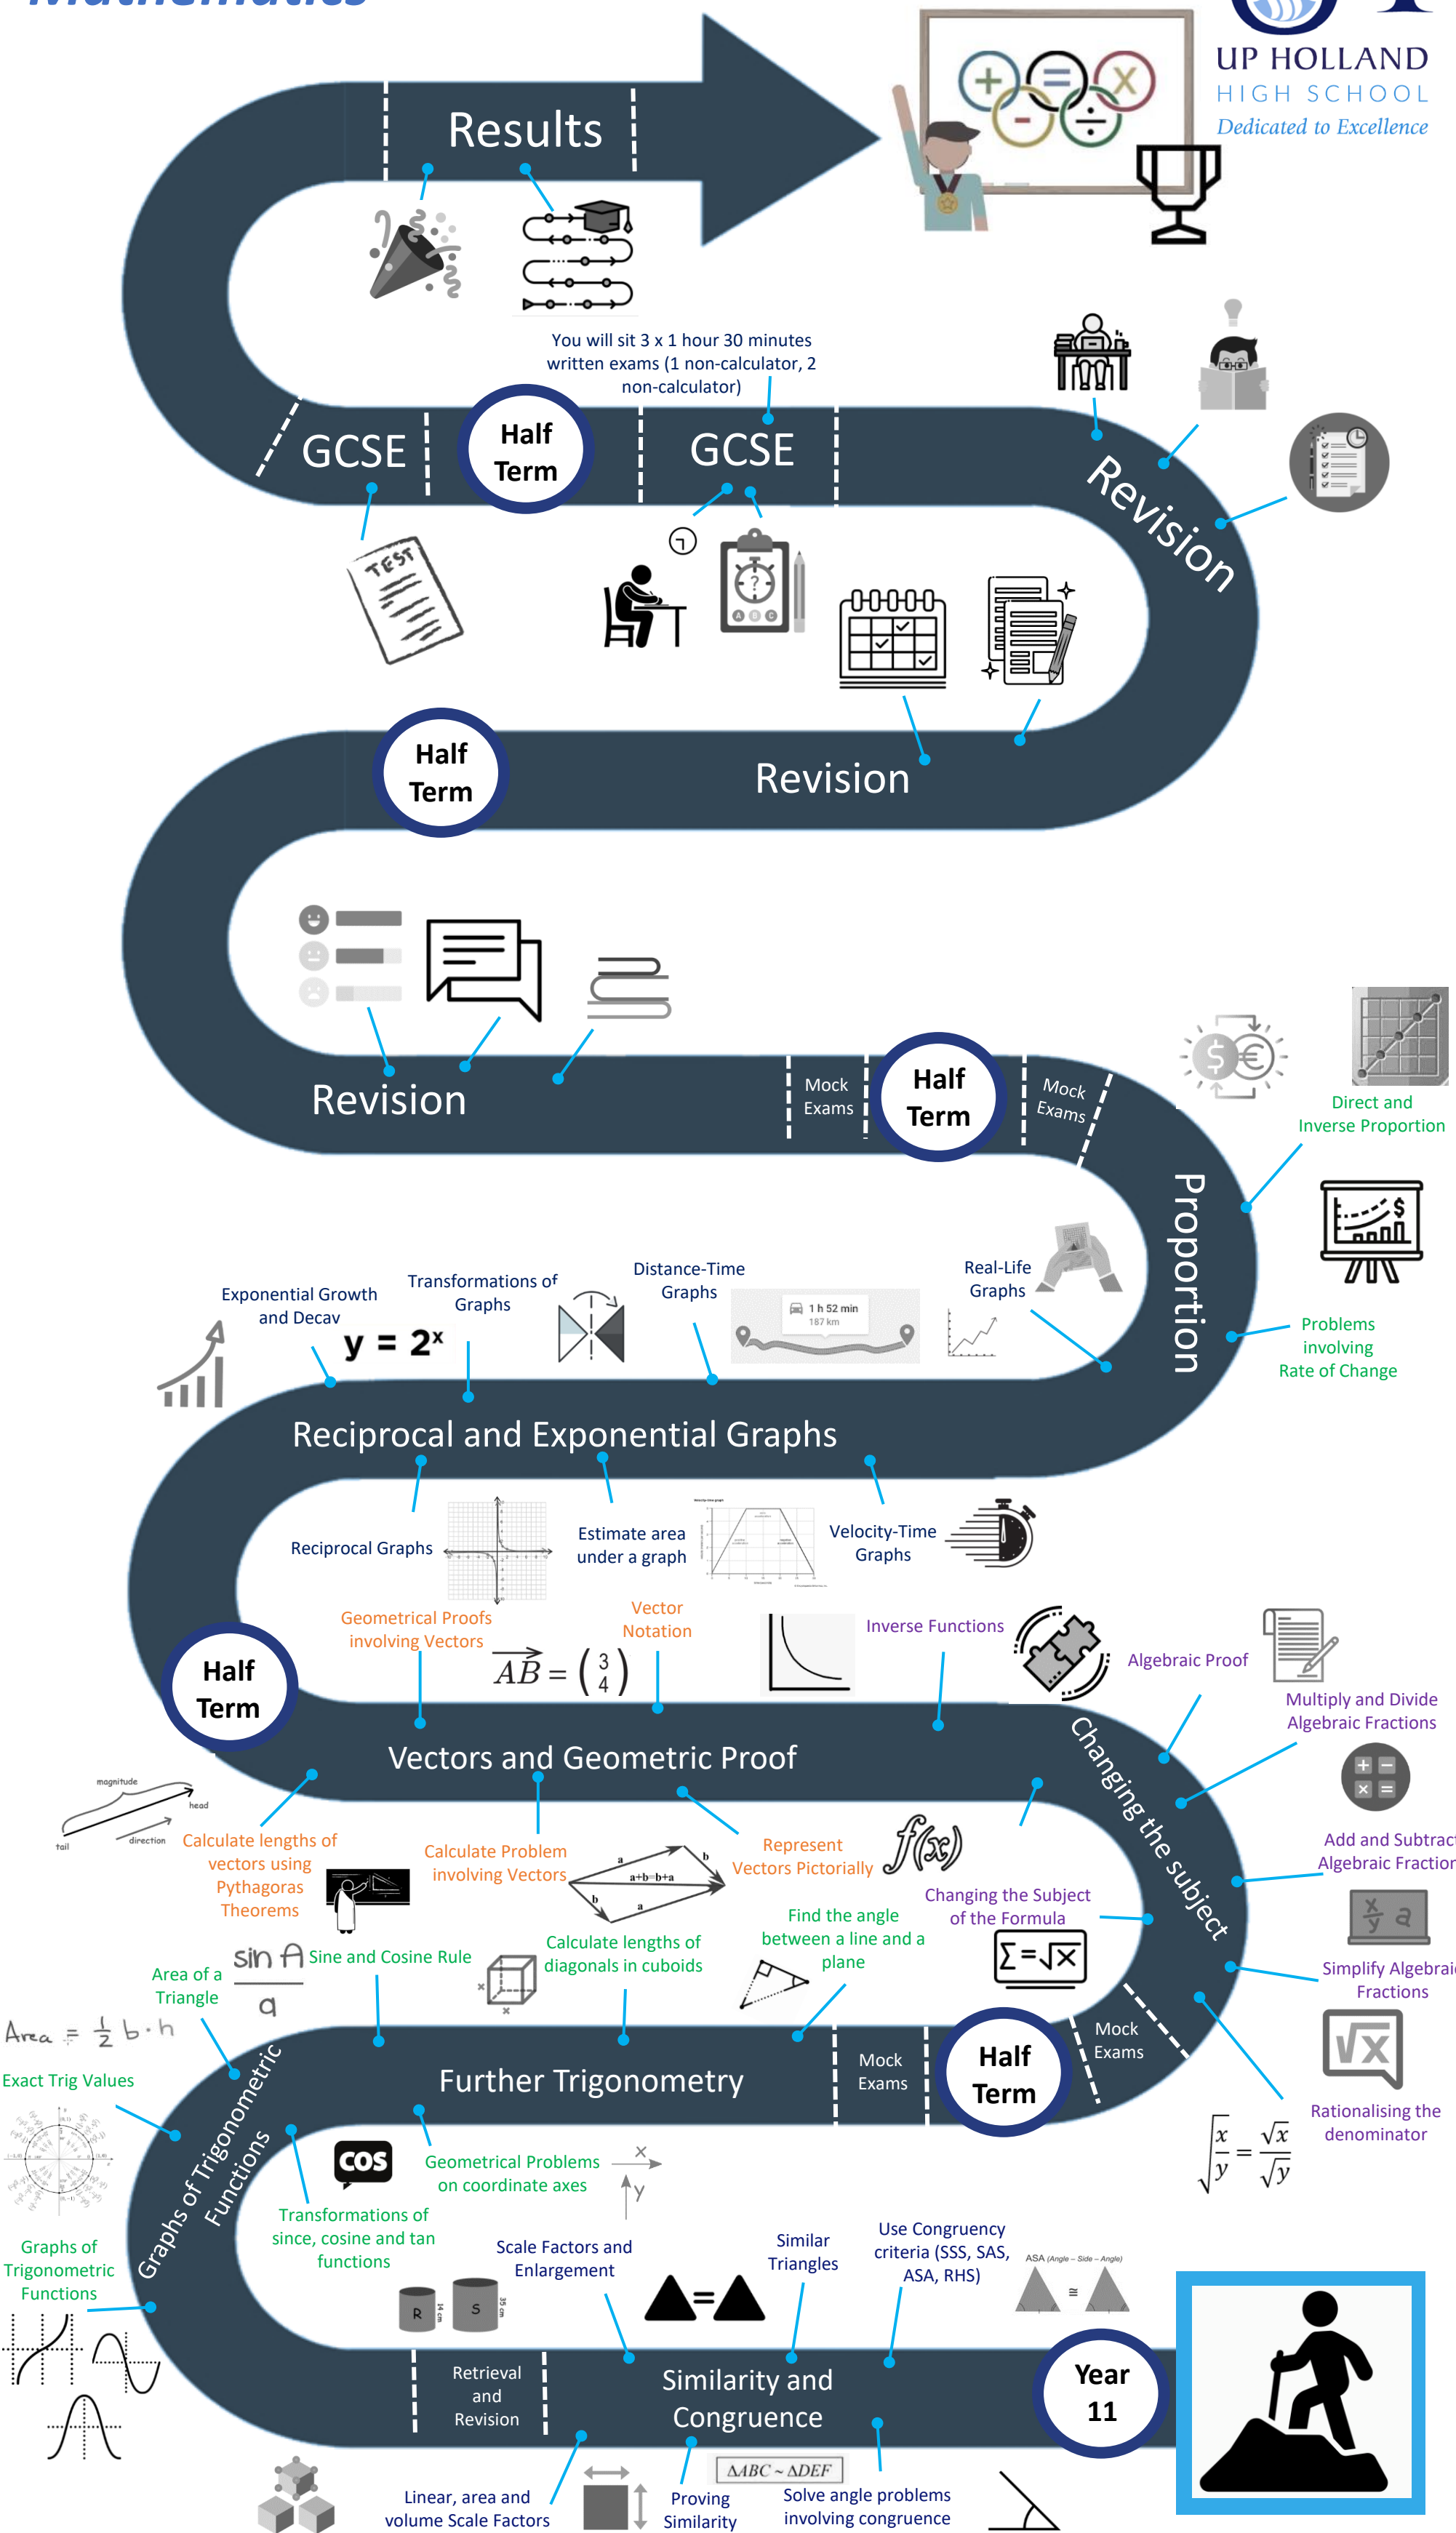 Mathematics
UP HOLLAND
HIGH SCHOOL
Dedicated to Excellence
Results
You will sit 3 x 1 hour 30 minutes
written exams (1 non-calculator, 2
non-calculator)
GCSE
Half
Term
GCSE
Revision
TEST
?
A B C
Half
Term
Revision
Revision
Mock
Exams
Half
Term
Mock
Exams
$ €
Direct and
Inverse Proportion
Proportion
$
Problems
involving
Rate of Change
Exponential Growth
and Decay
y = 2ˣ
Transformations of
Graphs
Distance-Time
Graphs
1 h 52 min
187 km
Real-Life
Graphs
Reciprocal and Exponential Graphs
Reciprocal Graphs
Estimate area
under a graph
Velocity-Time
Graphs
Geometrical Proofs
involving Vectors
AB = (3 4)
Vector
Notation
Inverse Functions
Algebraic Proof
Multiply and Divide
Algebraic Fractions
Half
Term
Vectors and Geometric Proof
Changing the subject
+ −
× =
magnitude
head
tail
direction
Calculate lengths of
vectors using
Pythagoras
Theorems
Calculate Problem
involving Vectors
a
b
a+b=b+a
b
a
Represent
Vectors Pictorially
f(x)
Add and Subtract
Algebraic Fraction
x/y a
Changing the Subject
of the Formula
Σ=√x
Simplify Algebraic
Fractions
√x
Rationalising the
denominator
√(x/y) = √x/√y
Area of a
Triangle
sin A
a
Sine and Cosine Rule
Calculate lengths of
diagonals in cuboids
x
x
Find the angle
between a line and a
plane
Area = ½ b·h
Exact Trig Values
Further Trigonometry
Mock
Exams
Half
Term
Mock
Exams
Graphs of Trigonometric
Functions
cos
Geometrical Problems
on coordinate axes
x
y
Transformations of
since, cosine and tan
functions
Graphs of
Trigonometric
Functions
Scale Factors and
Enlargement
Similar
Triangles
Use Congruency
criteria (SSS, SAS,
ASA, RHS)
ASA (Angle – Side – Angle)
≅
R
14 cm
S
35 cm
=
Retrieval
and
Revision
Similarity and
Congruence
Year
11
Linear, area and
volume Scale Factors
Proving
Similarity
ΔABC ~ ΔDEF
Solve angle problems
involving congruence